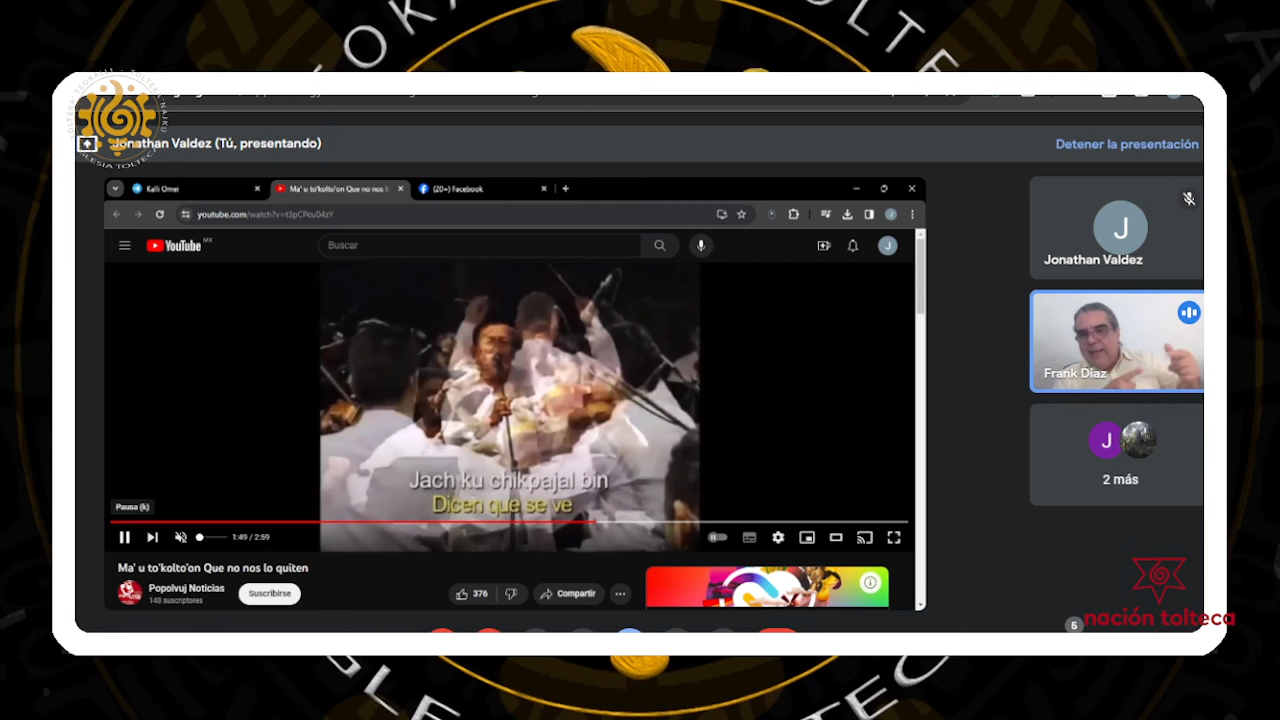 Jonathan Valdez (Tú, presentando)
Detener la presentación
Kalli Omei
Ma' u to'kolto'on Que no nos l
(20+) Facebook
youtube.com/watch?v=t3pCPcu04zY
YouTube MX
Buscar
J
Jonathan Valdez
Frank Díaz
J
2 más
Jach ku chikpajal bin
Dicen que se ve
Pausa (k)
1:49 / 2:59
Ma' u to'kolto'on Que no nos lo quiten
Popolvuj Noticias
148 suscriptores
Suscribirse
376
Compartir
5
nación tolteca